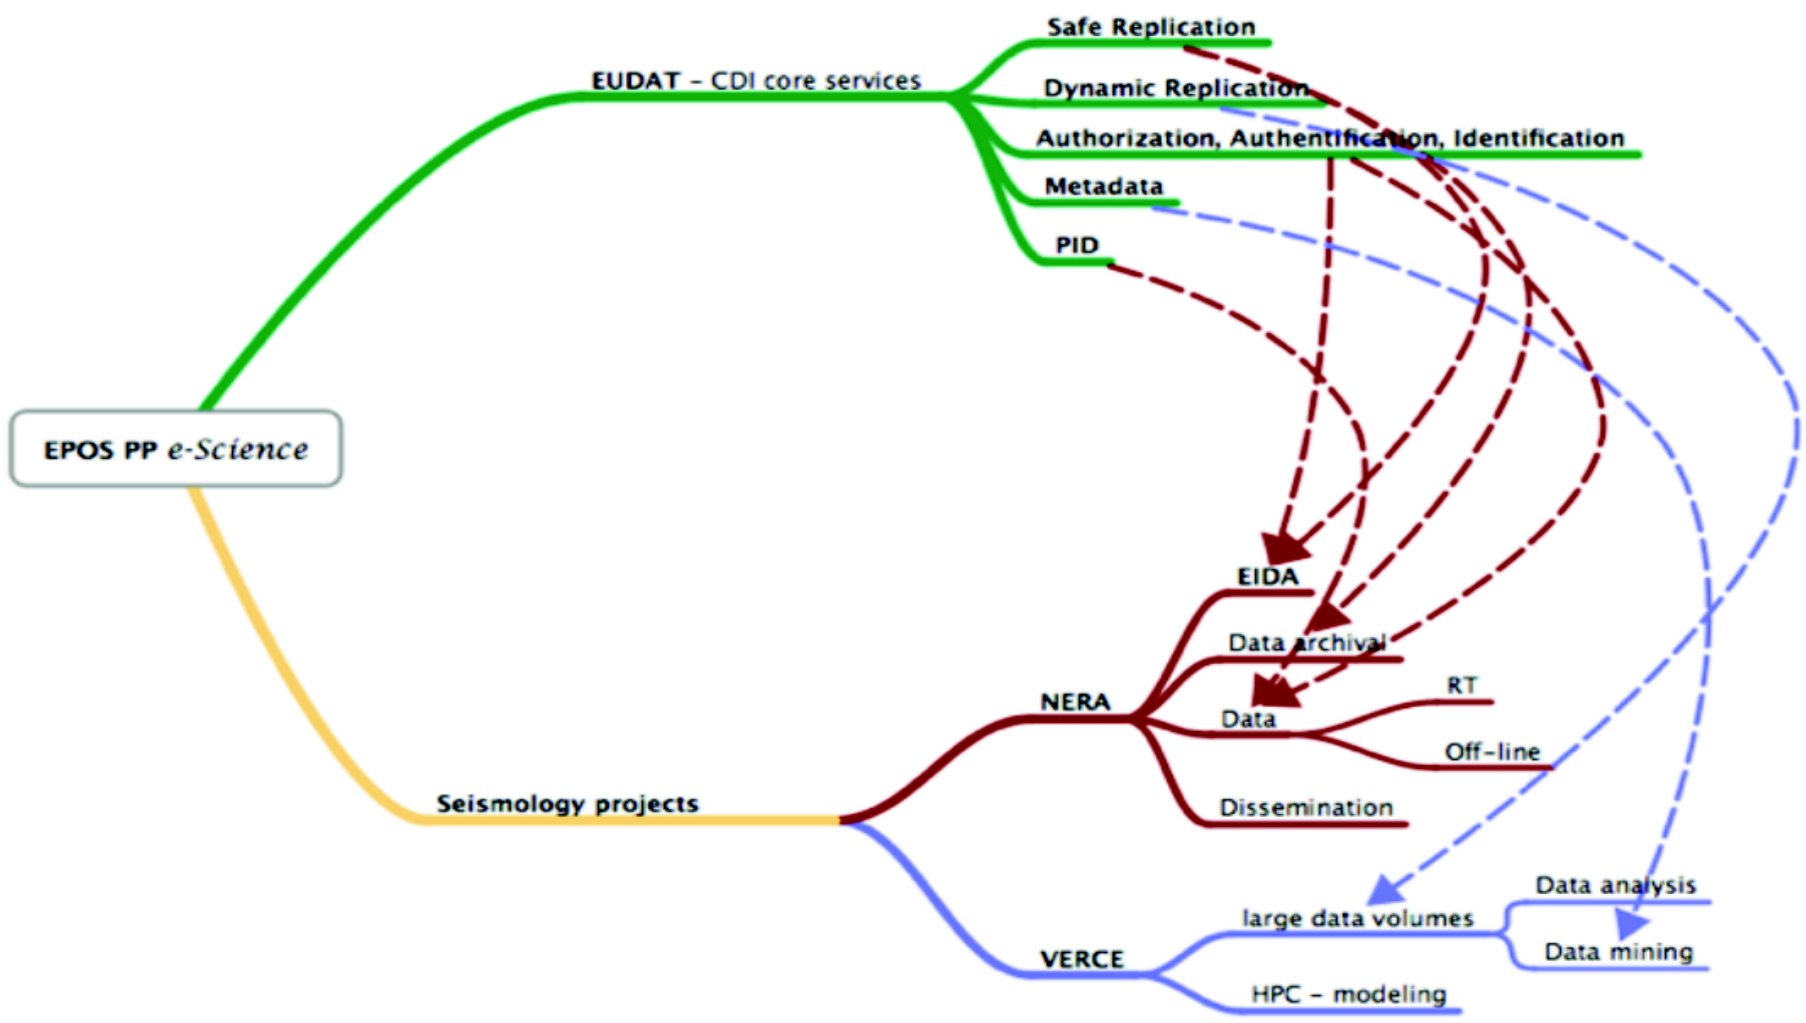 Safe Replication
EUDAT – CDI core services
Dynamic Replication
Authorization, Authentification, Identification
Metadata
PID
EPOS PP e-Science
EIDA
Data archival
RT
NERA
Data
Off-line
Seismology projects
Dissemination
Data analysis
large data volumes
Data mining
VERCE
HPC – modeling